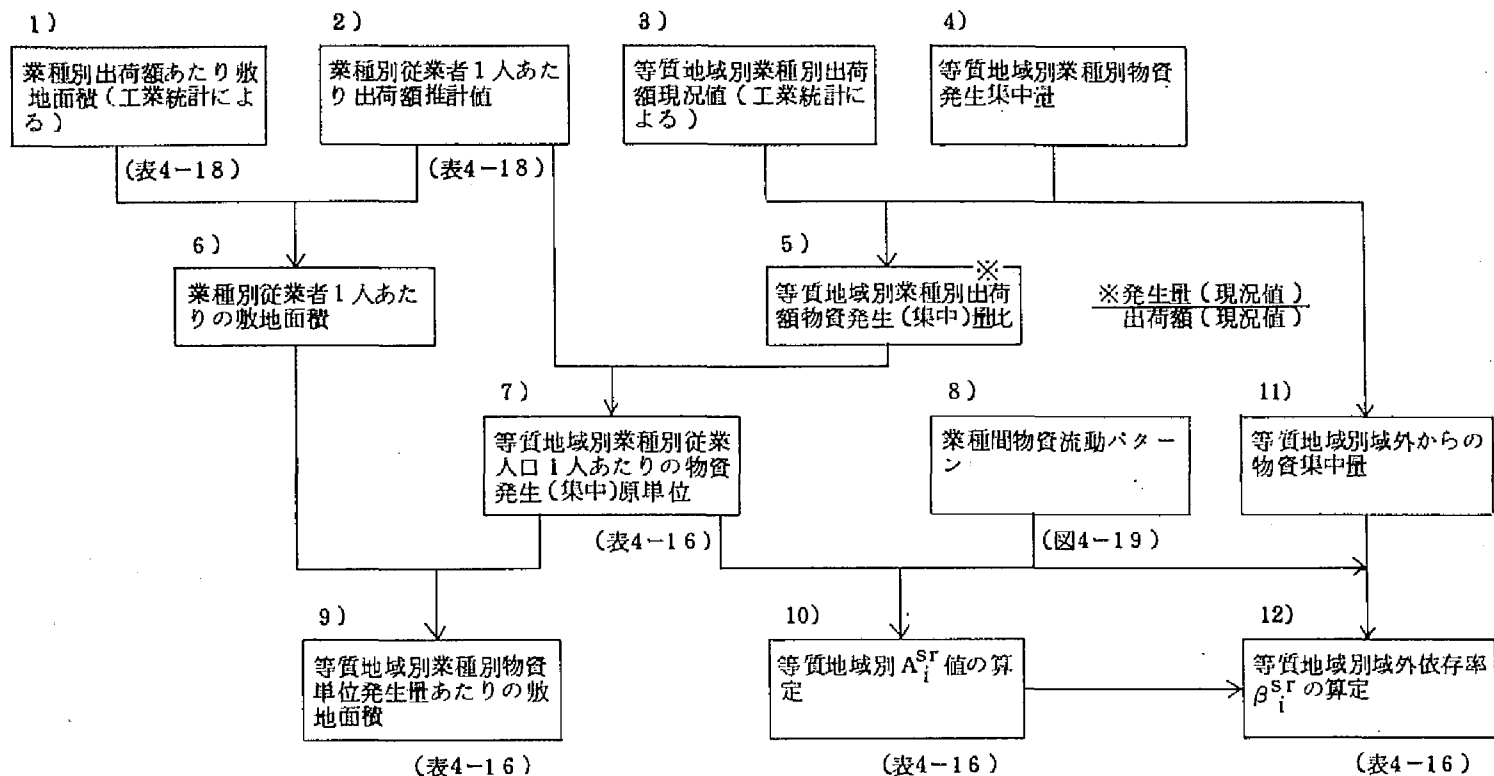 1)
業種別出荷額あたり敷
地面積(工業統計によ
る)
2)
業種別従業者1人あた
り出荷額推計値
3)
等質地域別業種別出荷
額現況値(工業統計に
よる)
4)
等質地域別業種別物資
発生集中量
(表4-18)
(表4-18)
6)
業種別従業者1人あた
りの敷地面積
5)
※
等質地域別業種別出荷
額物資発生(集中)量比
※発生量(現況値)
出荷額(現況値)
7)
等質地域別業種別従業
人口1人あたりの物資
発生(集中)原単位
(表4-16)
8)
業種間物資流動パター
ン
(図4-19)
11)
等質地域別域外からの
物資集中量
9)
等質地域別業種別物資
単位発生量あたりの敷
地面積
(表4-16)
10)
等質地域別 A_i^{sr} 値の算
定
(表4-16)
12)
等質地域別域外依存率
β_i^{sr} の算定
(表4-16)